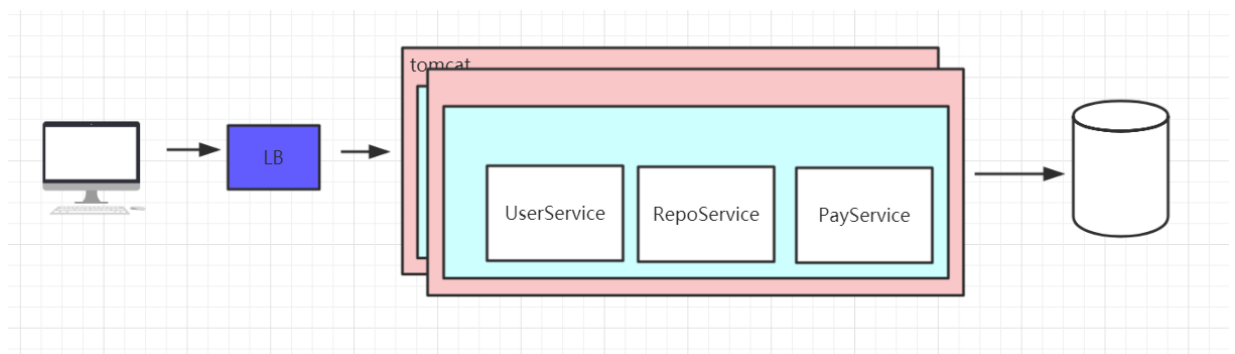 tomcat
LB
UserService
RepoService
PayService